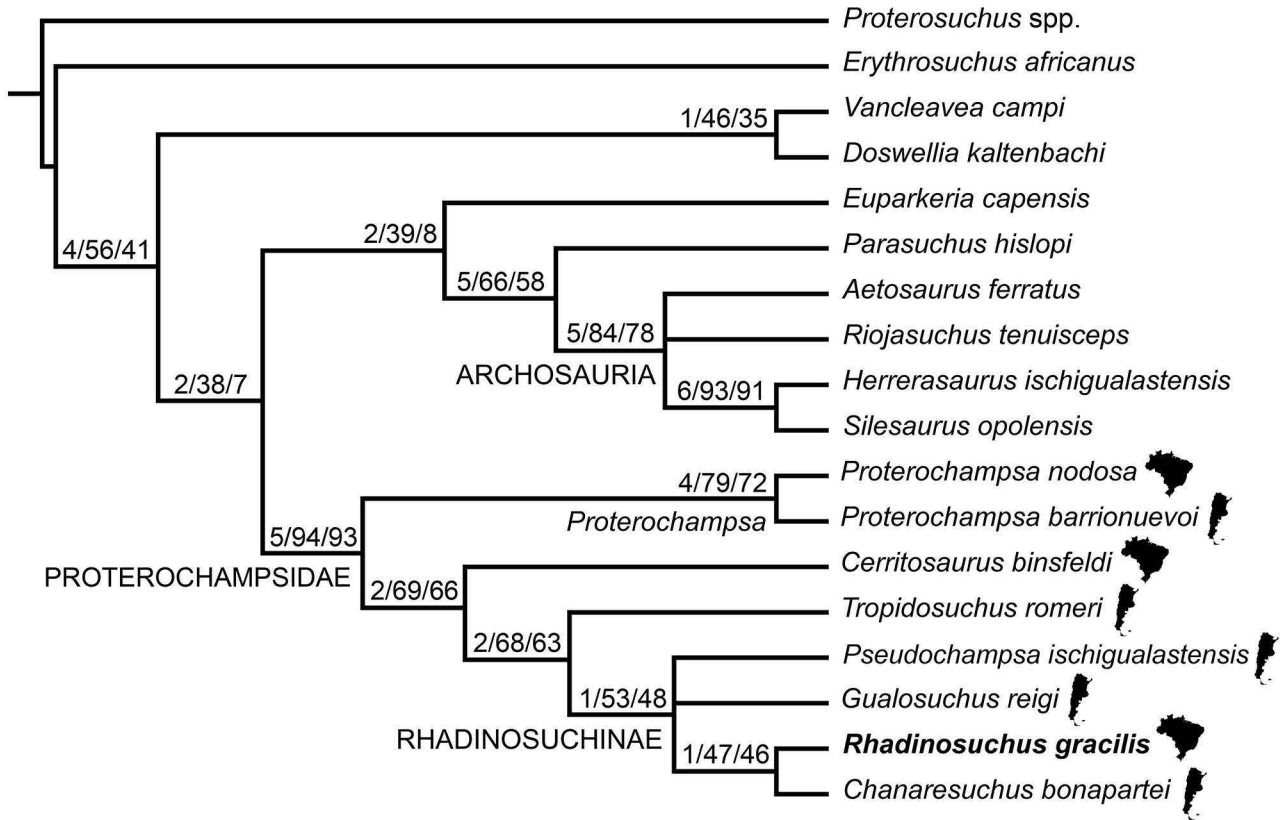 Proterosuchus spp.
Erythrosuchus africanus
1/46/35
Vancleavea campi
Doswellia kaltenbachi
Euparkeria capensis
2/39/8
4/56/41
Parasuchus hislopi
5/66/58
Aetosaurus ferratus
5/84/78
Riojasuchus tenuisceps
ARCHOSAURIA
2/38/7
Herrerasaurus ischigualastensis
6/93/91
Silesaurus opolensis
Proterochampsa nodosa
4/79/72
Proterochampsa
Proterochampsa barrionuevoi
5/94/93
PROTEROCHAMPSIDAE
Cerritosaurus binsfeldi
2/69/66
Tropidosuchus romeri
2/68/63
Pseudochampsa ischigualastensis
1/53/48
Gualosuchus reigi
RHADINOSUCHINAE
Rhadinosuchus gracilis
1/47/46
Chanaresuchus bonapartei